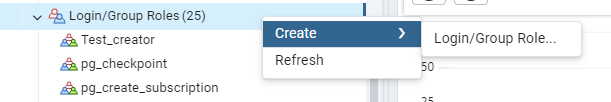 Login/Group Roles (25)
Create
Login/Group Role...
Test_creator
Refresh
pg_checkpoint
50
pg_create_subscription
25